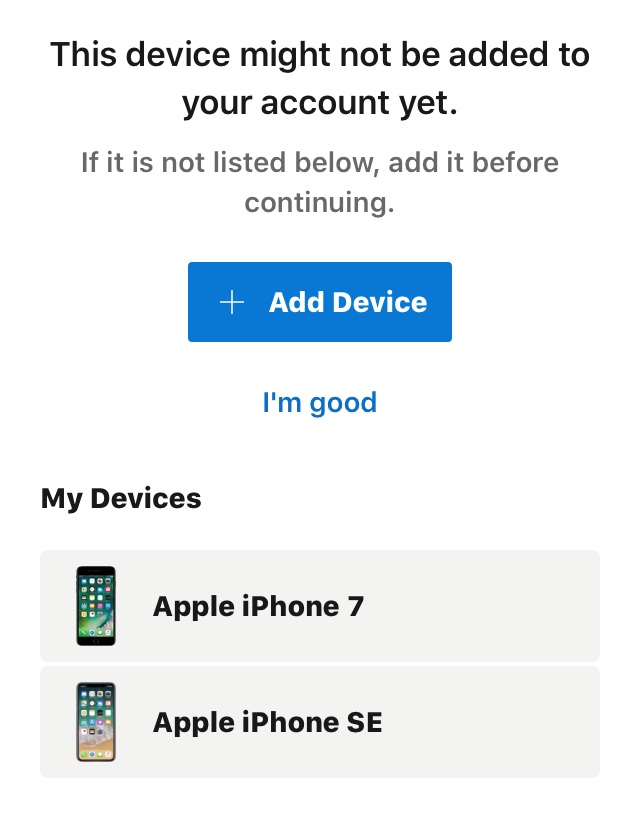 This device might not be added to
your account yet.
If it is not listed below, add it before
continuing.
Add Device
I'm good
My Devices
Apple iPhone 7
Apple iPhone SE